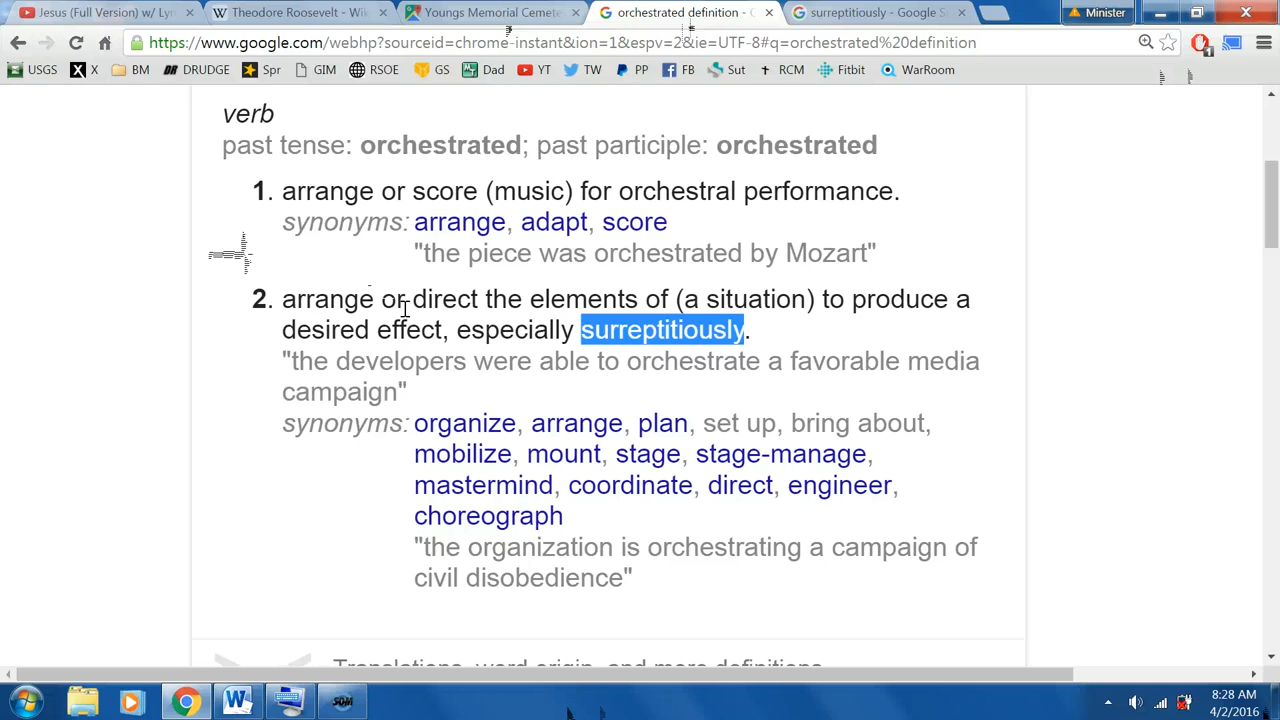 Jesus (Full Version) w/ Lyr
Theodore Roosevelt - Wik
Youngs Memorial Cemete
orchestrated definition - G
surreptitiously - Google S
Minister
https://www.google.com/webhp?sourceid=chrome-instant&ion=1&espv=2&ie=UTF-8#q=orchestrated%20definition
USGS X BM DRUDGE Spr GIM RSOE GS Dad YT TW PP FB Sut RCM Fitbit WarRoom
verb
past tense: orchestrated; past participle: orchestrated
1. arrange or score (music) for orchestral performance.
synonyms: arrange, adapt, score
"the piece was orchestrated by Mozart"
2. arrange or direct the elements of (a situation) to produce a
desired effect, especially surreptitiously.
"the developers were able to orchestrate a favorable media
campaign"
synonyms: organize, arrange, plan, set up, bring about,
mobilize, mount, stage, stage-manage,
mastermind, coordinate, direct, engineer,
choreograph
"the organization is orchestrating a campaign of
civil disobedience"
Translations, word origin, and more definitions
8:28 AM
4/2/2016